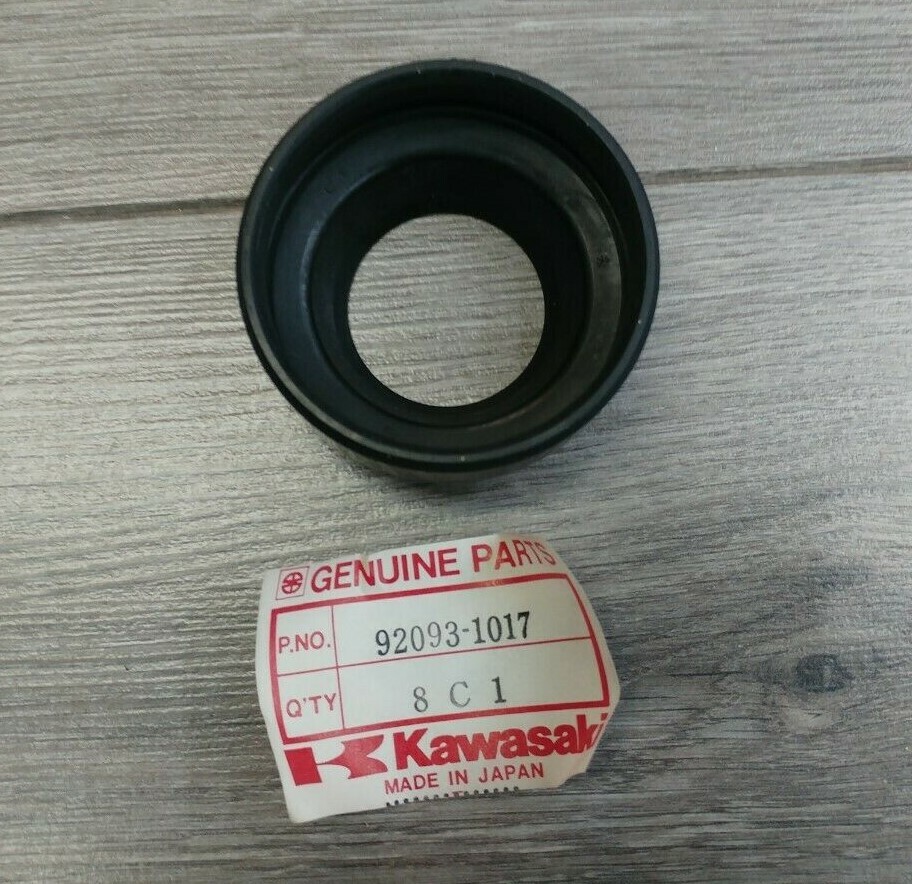 GENUINE PARTS
P.NO. 92093-1017
Q'TY 8 C 1
Kawasaki
MADE IN JAPAN